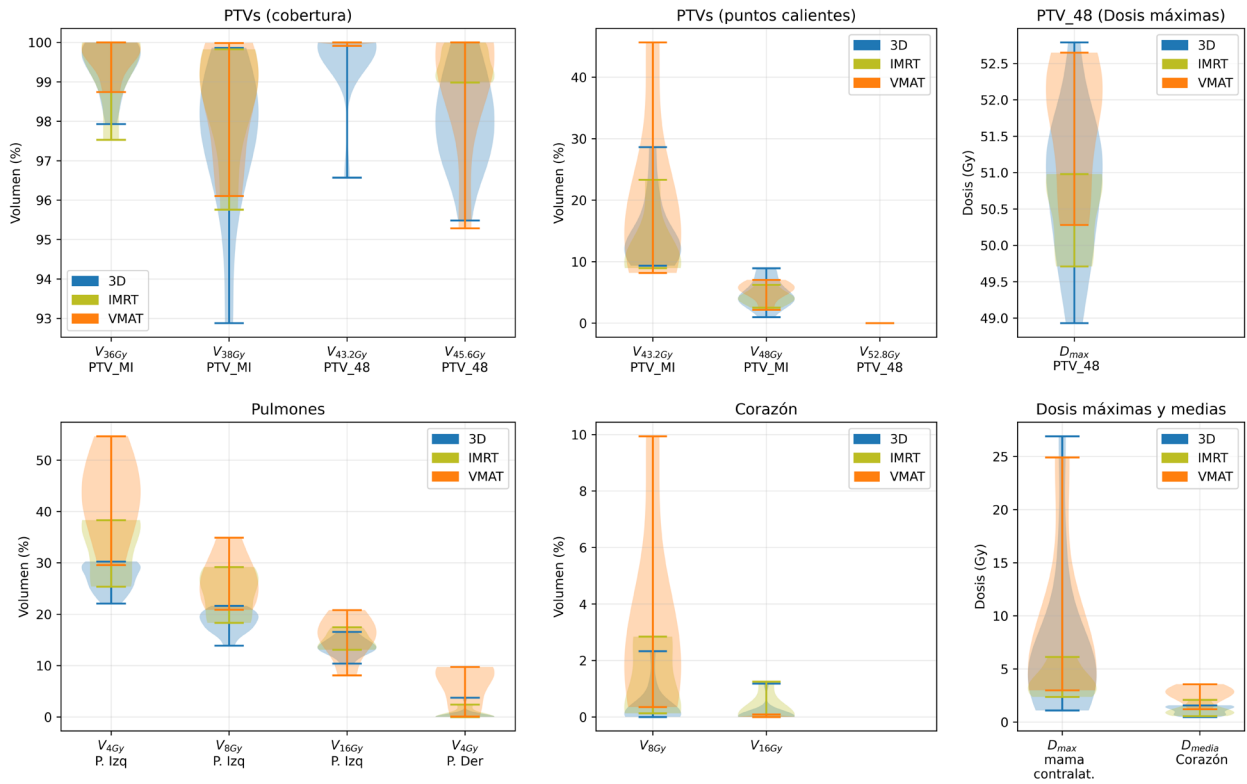 PTVs (cobertura)
Volumen (%)
100
99
98
97
96
95
94
93
3D
IMRT
VMAT
V36Gy
PTV_MI
V38Gy
PTV_MI
V43.2Gy
PTV_48
V45.6Gy
PTV_48
PTVs (puntos calientes)
Volumen (%)
40
30
20
10
0
3D
IMRT
VMAT
V43.2Gy
PTV_MI
V48Gy
PTV_MI
V52.8Gy
PTV_48
PTV_48 (Dosis máximas)
Dosis (Gy)
52.5
52.0
51.5
51.0
50.5
50.0
49.5
49.0
3D
IMRT
VMAT
Dmax
PTV_48
Pulmones
Volumen (%)
50
40
30
20
10
0
3D
IMRT
VMAT
V4Gy
P. Izq
V8Gy
P. Izq
V16Gy
P. Izq
V4Gy
P. Der
Corazón
Volumen (%)
10
8
6
4
2
0
3D
IMRT
VMAT
V8Gy
V16Gy
Dosis máximas y medias
Dosis (Gy)
25
20
15
10
5
0
3D
IMRT
VMAT
Dmax
mama
contralat.
Dmedia
Corazón